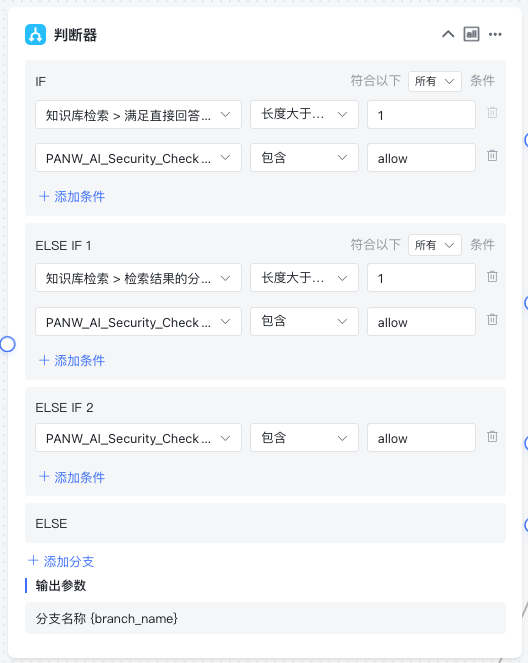 判断器
IF 符合以下 所有 条件
知识库检索 > 满足直接回答... 长度大于... 1
PANW_AI_Security_Check ... 包含 allow
+ 添加条件
ELSE IF 1 符合以下 所有 条件
知识库检索 > 检索结果的分... 长度大于... 1
PANW_AI_Security_Check ... 包含 allow
+ 添加条件
ELSE IF 2
PANW_AI_Security_Check ... 包含 allow
+ 添加条件
ELSE
+ 添加分支
输出参数
分支名称 {branch_name}